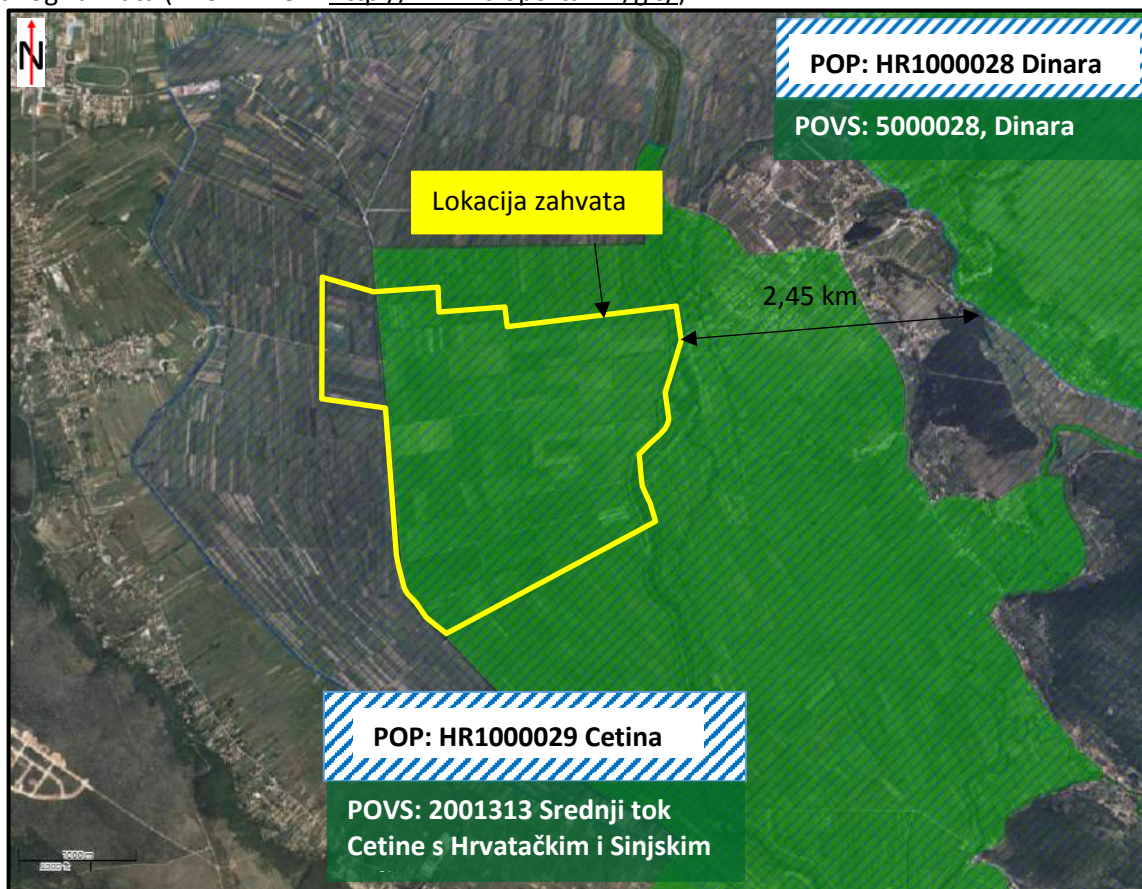 N
POP: HR1000028 Dinara
POVS: 5000028, Dinara
Lokacija zahvata
2,45 km
POP: HR1000029 Cetina
POVS: 2001313 Srednji tok
Cetine s Hrvatačkim i Sinjskim
1000 m